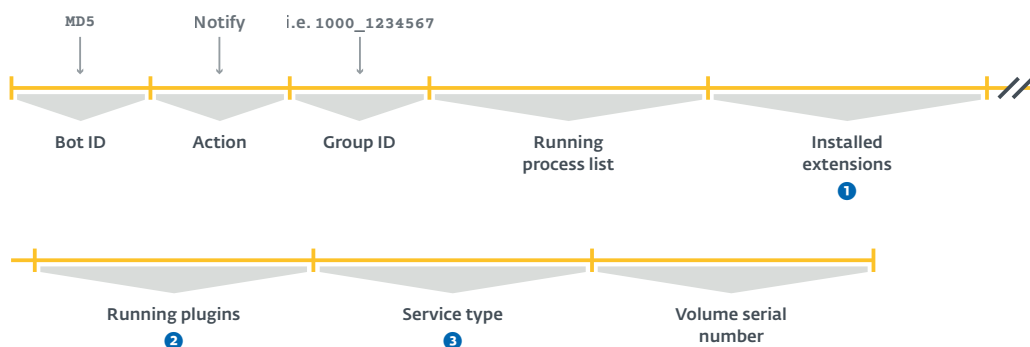 MD5 Notify i.e. 1000_1234567
Bot ID Action Group ID Running process list Installed extensions
1
Running plugins Service type Volume serial number
2 3